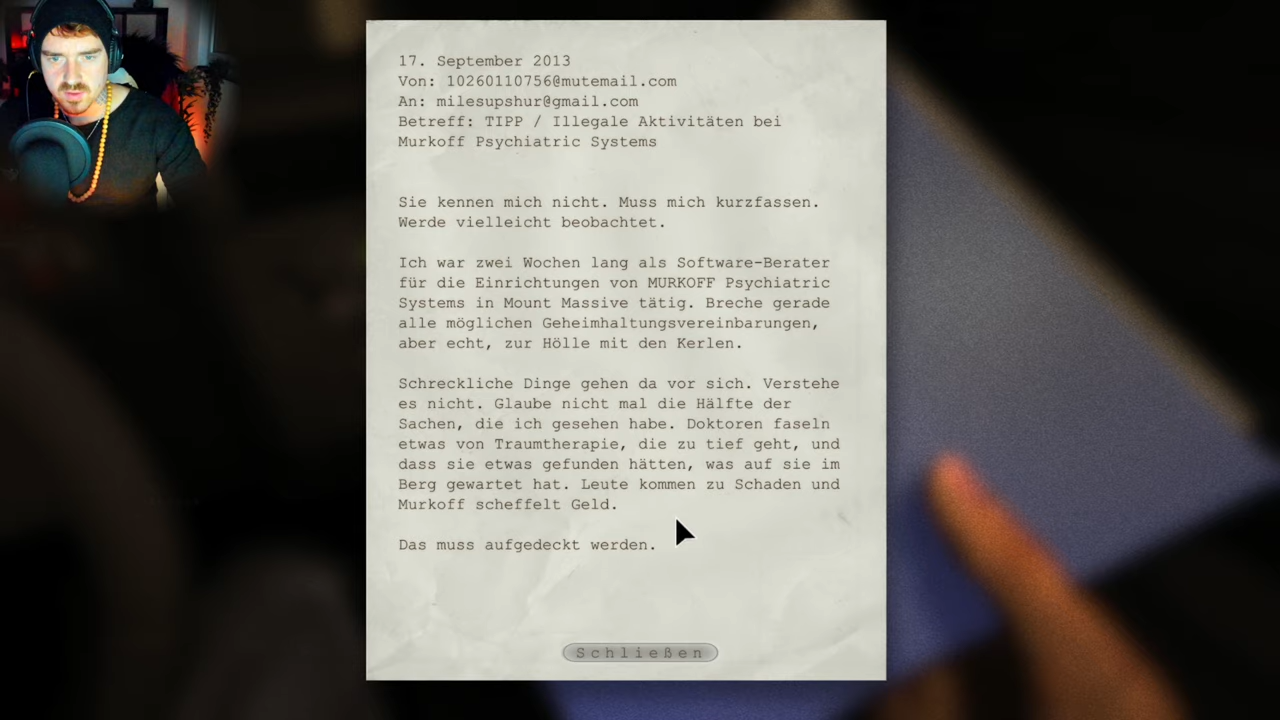 17. September 2013
Von: 10260110756@mutemail.com
An: milesupshur@gmail.com
Betreff: TIPP / Illegale Aktivitäten bei
Murkoff Psychiatric Systems
Sie kennen mich nicht. Muss mich kurzfassen.
Werde vielleicht beobachtet.
Ich war zwei Wochen lang als Software-Berater
für die Einrichtungen von MURKOFF Psychiatric
Systems in Mount Massive tätig. Breche gerade
alle möglichen Geheimhaltungsvereinbarungen,
aber echt, zur Hölle mit den Kerlen.
Schreckliche Dinge gehen da vor sich. Verstehe
es nicht. Glaube nicht mal die Hälfte der
Sachen, die ich gesehen habe. Doktoren faseln
etwas von Traumtherapie, die zu tief geht, und
dass sie etwas gefunden hätten, was auf sie im
Berg gewartet hat. Leute kommen zu Schaden und
Murkoff scheffelt Geld.
Das muss aufgedeckt werden.
Schließen